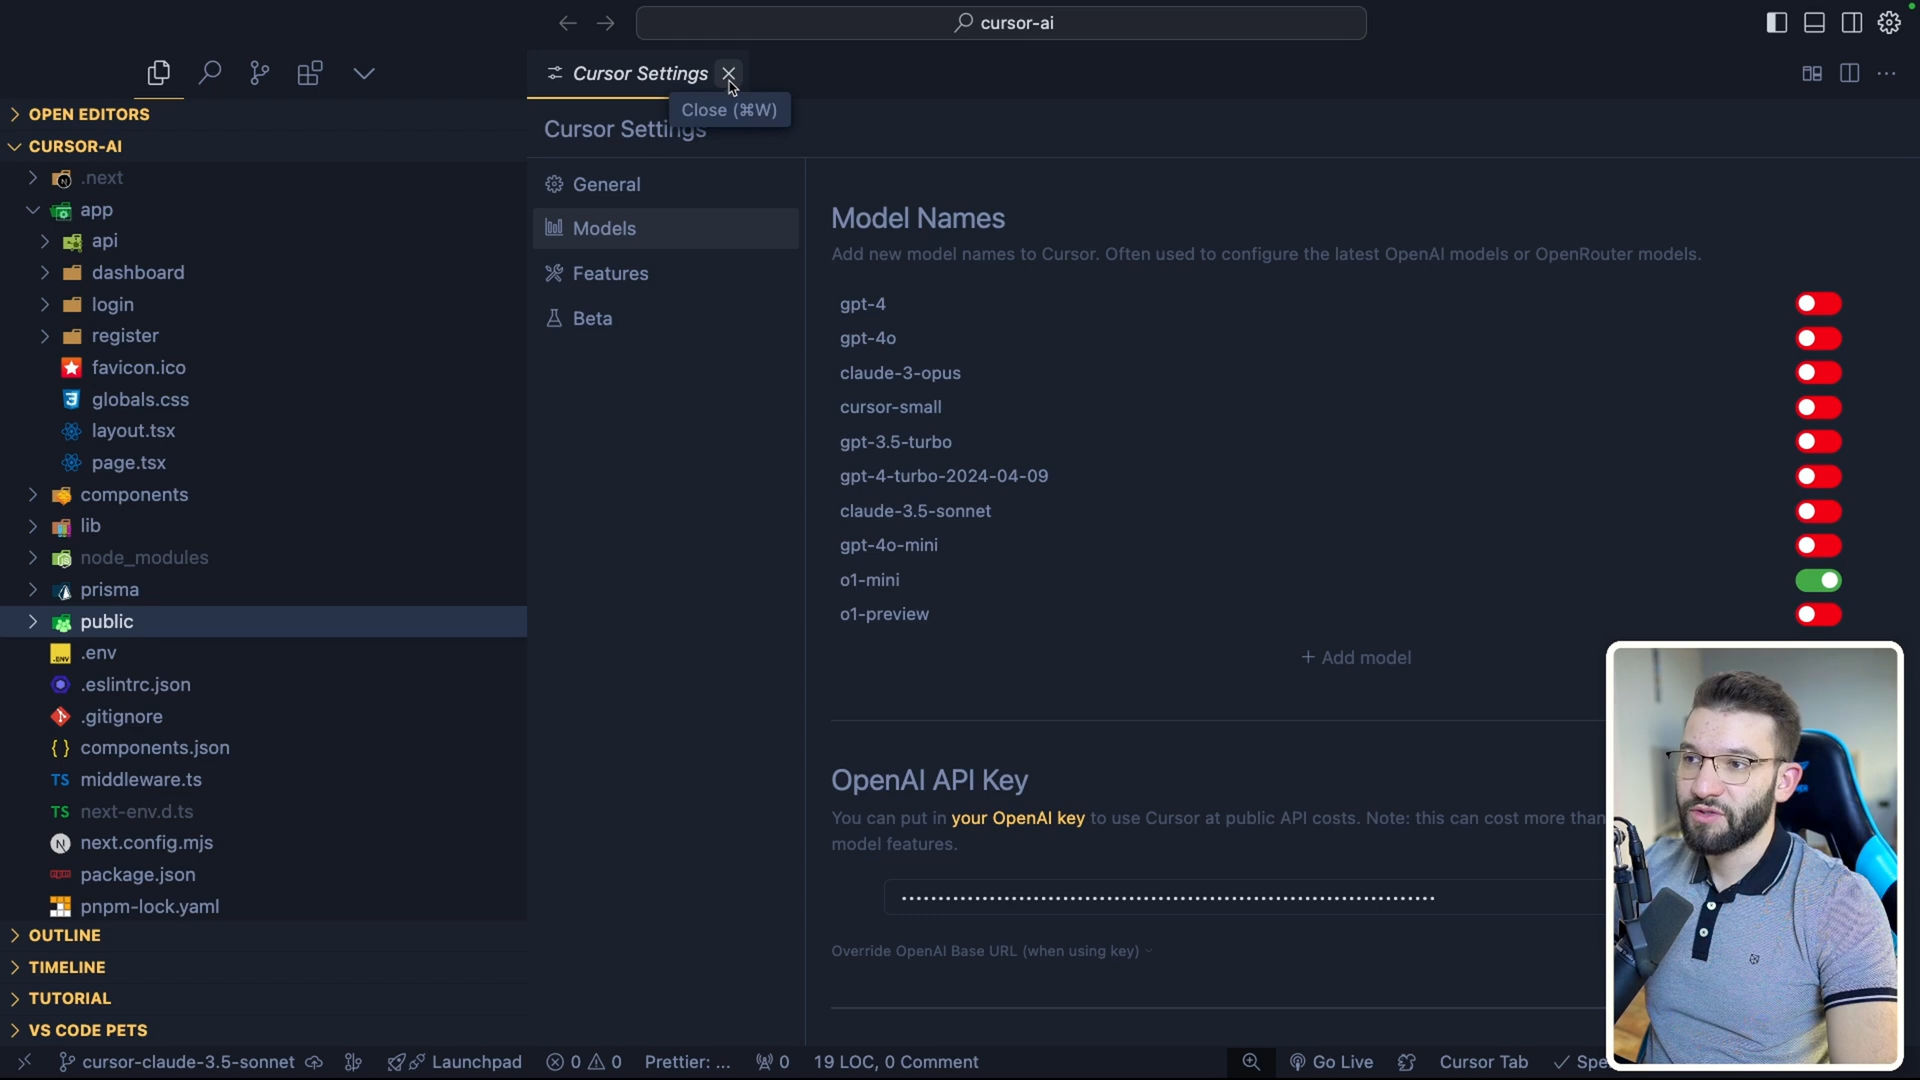 cursor-ai
Cursor Settings
Close (⌘W)
OPEN EDITORS
CURSOR-AI
.next
app
api
dashboard
login
register
favicon.ico
globals.css
layout.tsx
page.tsx
components
lib
node_modules
prisma
public
.env
.eslintrc.json
.gitignore
components.json
middleware.ts
next-env.d.ts
next.config.mjs
package.json
pnpm-lock.yaml
OUTLINE
TIMELINE
TUTORIAL
VS CODE PETS
Cursor Settings
General
Models
Features
Beta
Model Names
Add new model names to Cursor. Often used to configure the latest OpenAI models or OpenRouter models.
gpt-4
gpt-4o
claude-3-opus
cursor-small
gpt-3.5-turbo
gpt-4-turbo-2024-04-09
claude-3.5-sonnet
gpt-4o-mini
o1-mini
o1-preview
+ Add model
OpenAI API Key
You can put in your OpenAI key to use Cursor at public API costs. Note: this can cost more than
model features.
Override OpenAI Base URL (when using key)
cursor-claude-3.5-sonnet Launchpad 0 0 Prettier: ... 0 19 LOC, 0 Comment Go Live Cursor Tab Spe